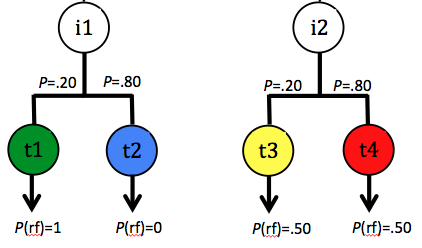 i1 i2
P=.20 P=.80 P=.20 P=.80
t1 t2 t3 t4
P(rf)=1 P(rf)=0 P(rf)=.50 P(rf)=.50